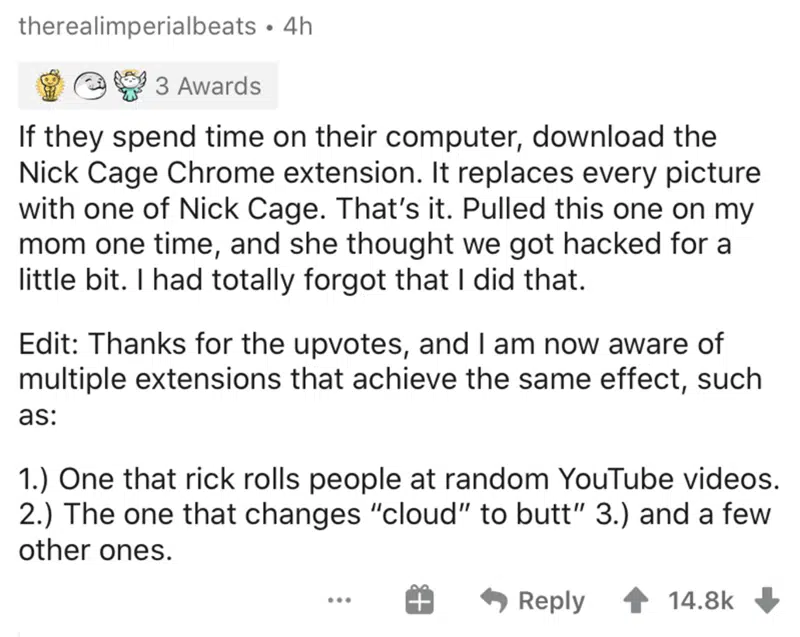 therealimperialbeats • 4h
3 Awards
If they spend time on their computer, download the
Nick Cage Chrome extension. It replaces every picture
with one of Nick Cage. That’s it. Pulled this one on my
mom one time, and she thought we got hacked for a
little bit. I had totally forgot that I did that.
Edit: Thanks for the upvotes, and I am now aware of
multiple extensions that achieve the same effect, such
as:
1.) One that rick rolls people at random YouTube videos.
2.) The one that changes “cloud” to butt” 3.) and a few
other ones.
... Reply 14.8k